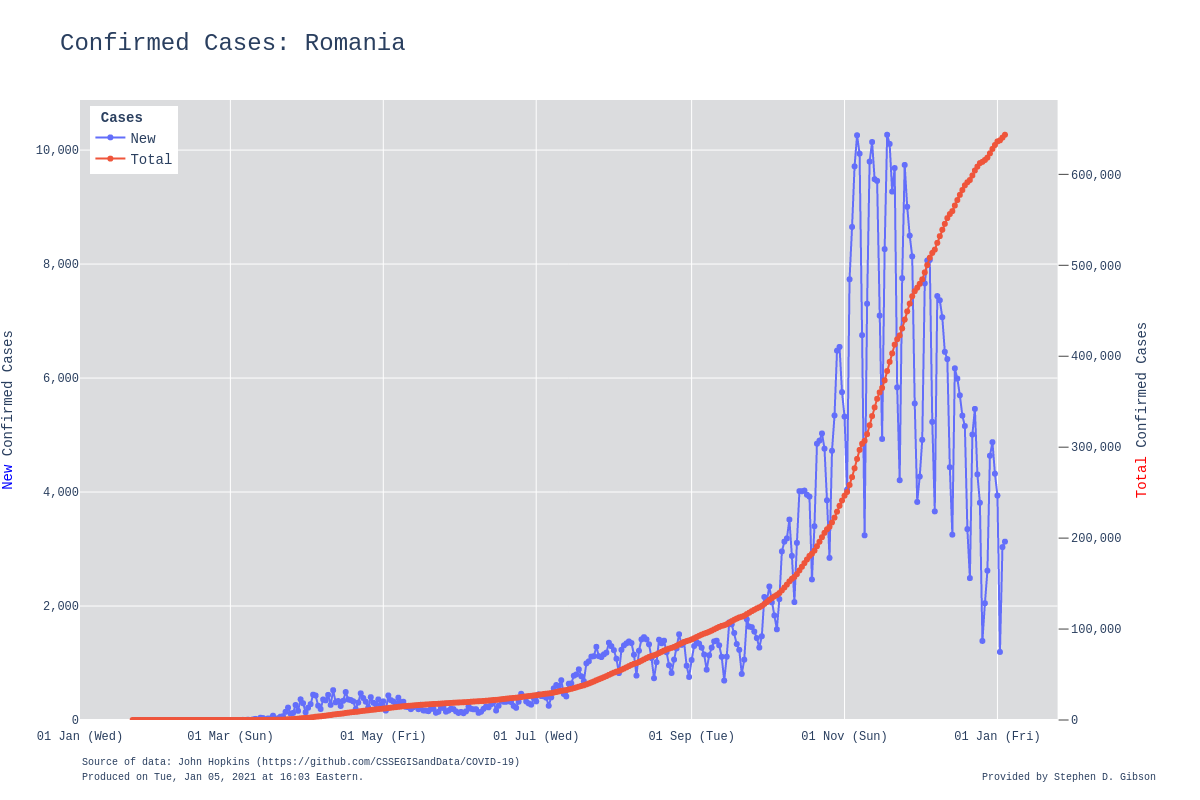 Confirmed Cases: Romania
Cases
New
Total
10,000
8,000
6,000
4,000
2,000
0
New Confirmed Cases
600,000
500,000
400,000
300,000
200,000
100,000
0
Total Confirmed Cases
01 Jan (Wed)
01 Mar (Sun)
01 May (Fri)
01 Jul (Wed)
01 Sep (Tue)
01 Nov (Sun)
01 Jan (Fri)
Source of data: John Hopkins (https://github.com/CSSEGISandData/COVID-19)
Produced on Tue, Jan 05, 2021 at 16:03 Eastern.
Provided by Stephen D. Gibson